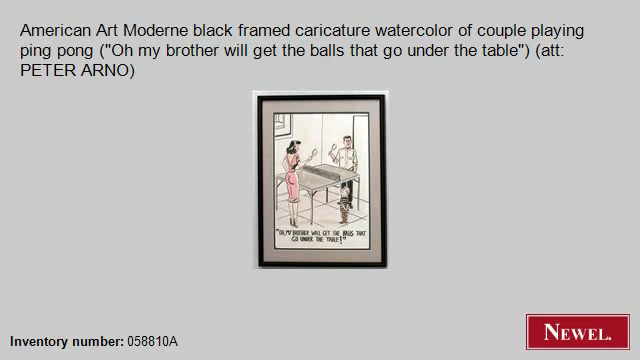 American Art Moderne black framed caricature watercolor of couple playing
ping pong ("Oh my brother will get the balls that go under the table") (att:
PETER ARNO)
"OH, MY BROTHER WILL GET THE BALLS THAT
GO UNDER THE TABLE!"
Inventory number: 058810A
NEWEL.